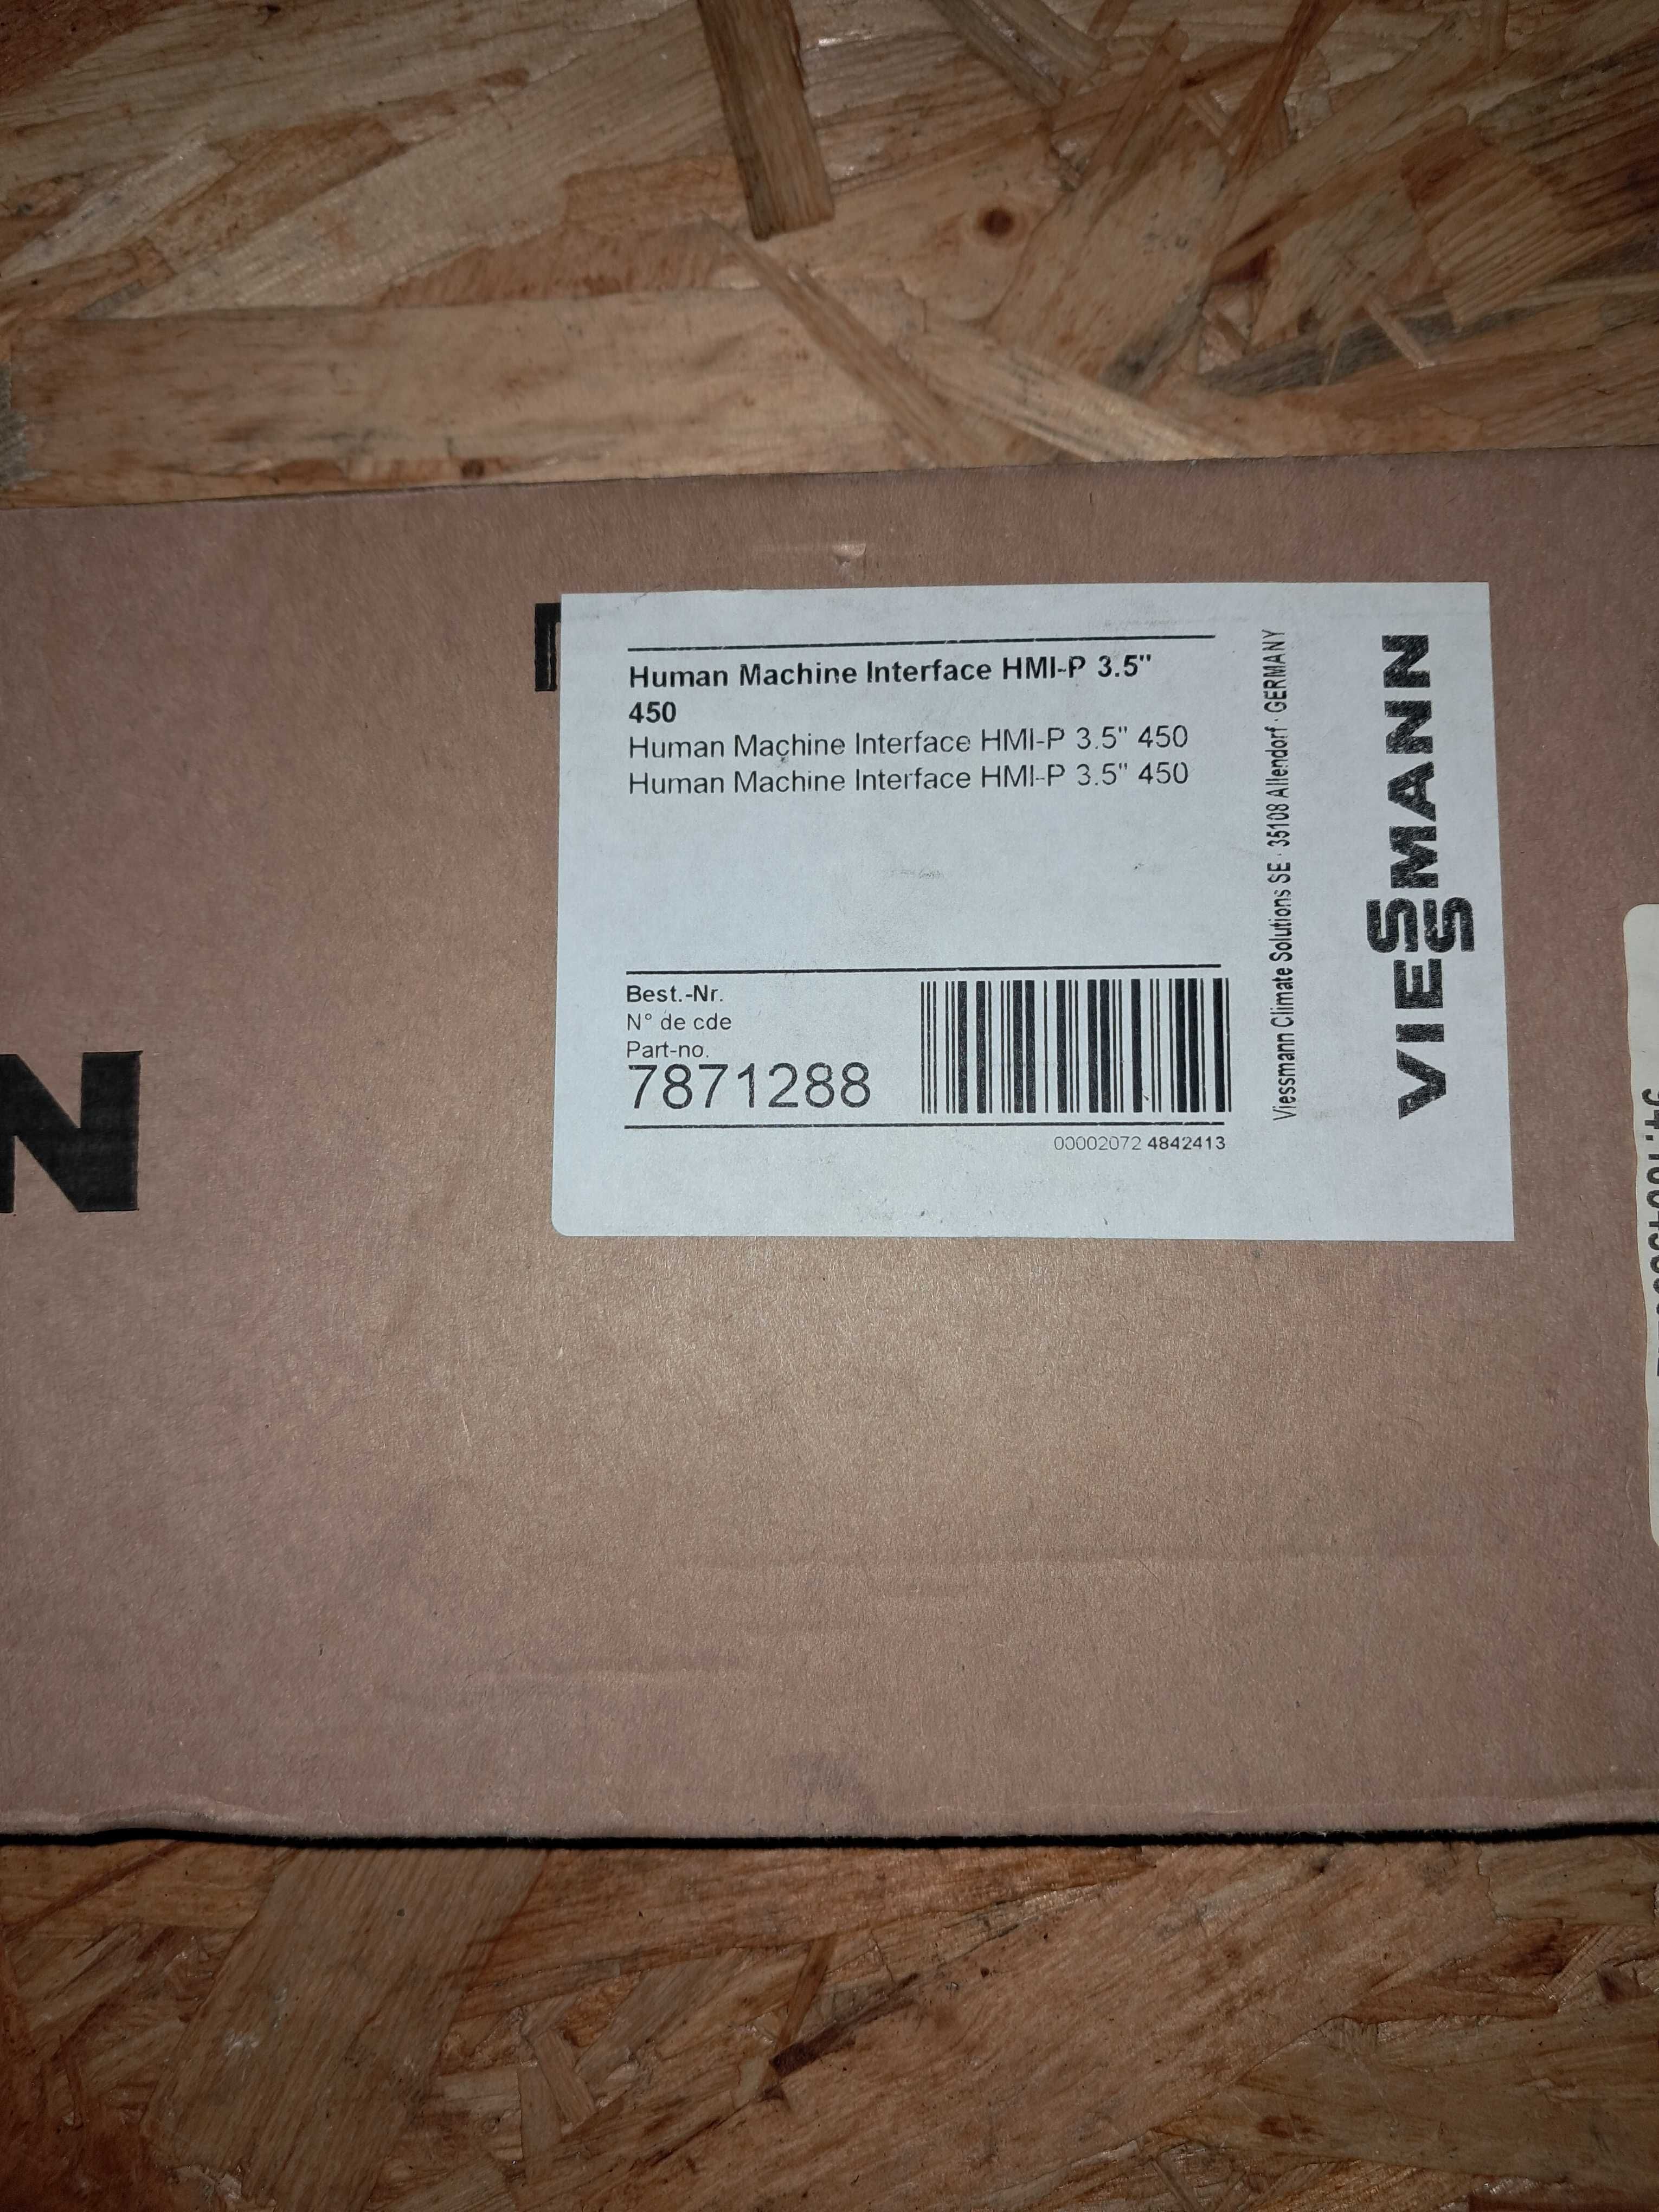 Human Machine Interface HMI-P 3.5"
450
Human Machine Interface HMI-P 3.5" 450
Human Machine Interface HMI-P 3.5" 450
Best.-Nr.
N° de cde
Part-no.
7871288
00002072 4842413
Viessmann Climate Solutions SE · 35108 Allendorf · GERMANY
VIESSMANN
N